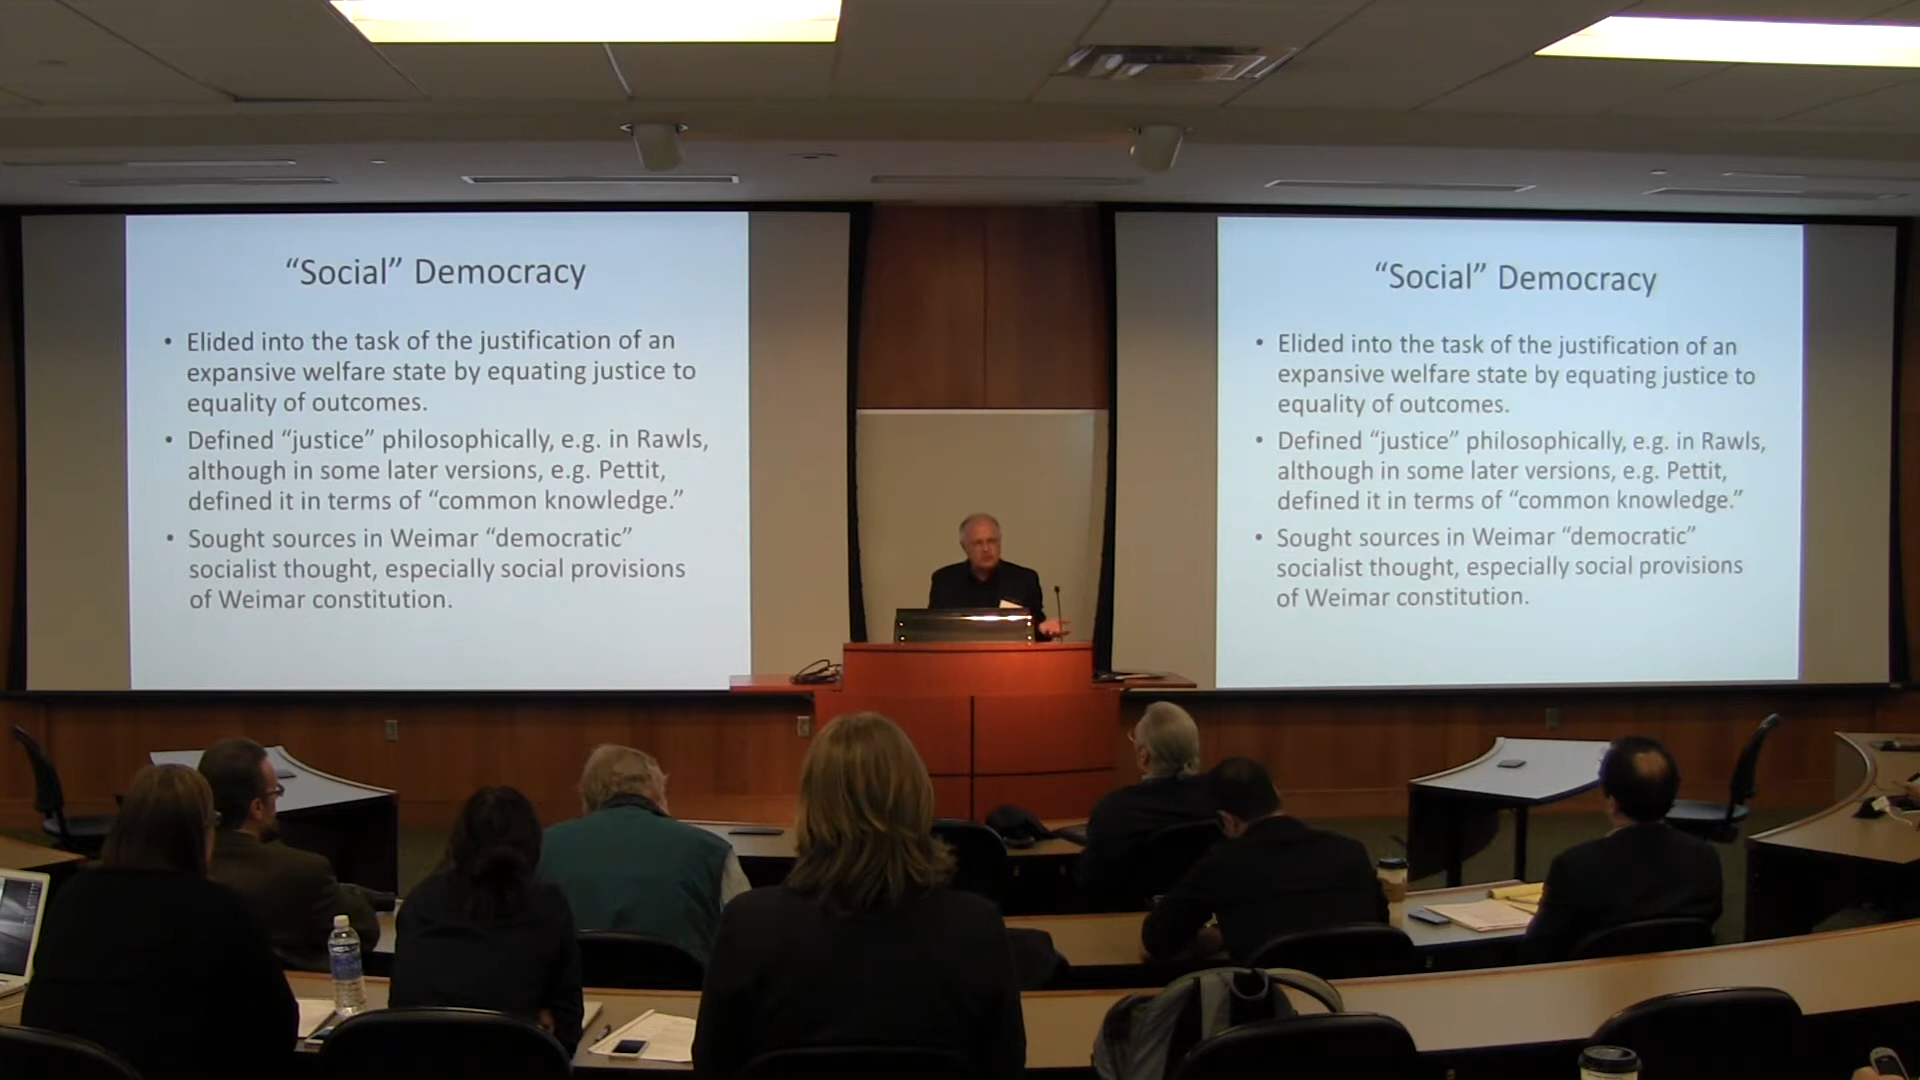 “Social” Democracy
• Elided into the task of the justification of an
expansive welfare state by equating justice to
equality of outcomes.
• Defined “justice” philosophically, e.g. in Rawls,
although in some later versions, e.g. Pettit,
defined it in terms of “common knowledge.”
• Sought sources in Weimar “democratic”
socialist thought, especially social provisions
of Weimar constitution.
“Social” Democracy
• Elided into the task of the justification of an
expansive welfare state by equating justice to
equality of outcomes.
• Defined “justice” philosophically, e.g. in Rawls,
although in some later versions, e.g. Pettit,
defined it in terms of “common knowledge.”
• Sought sources in Weimar “democratic”
socialist thought, especially social provisions
of Weimar constitution.